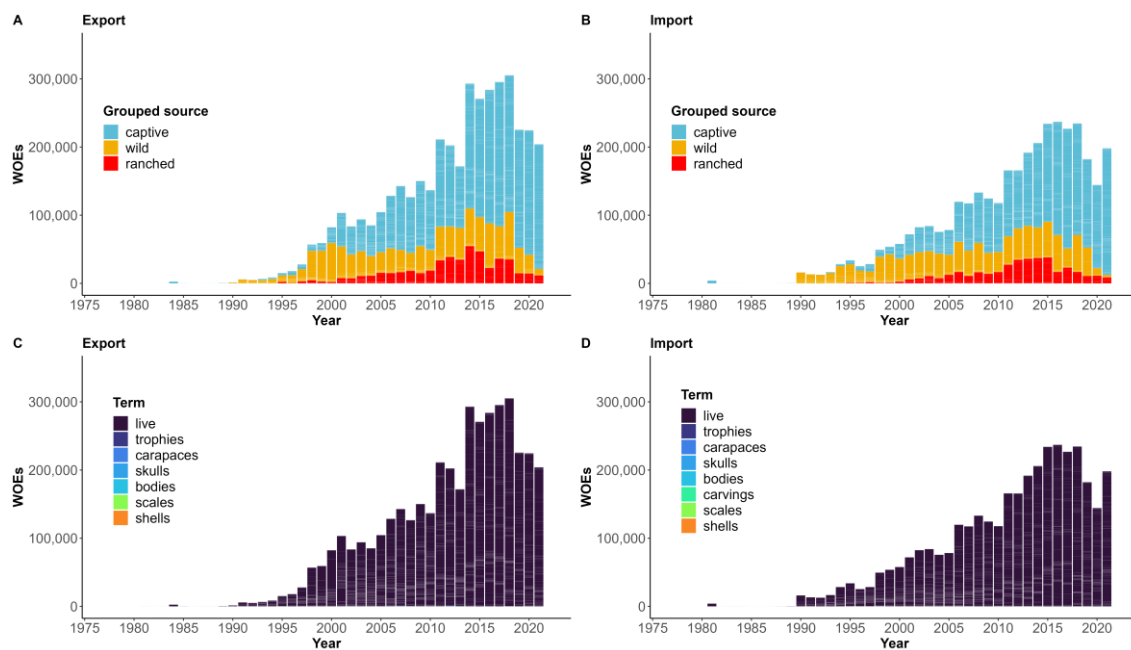 A Export
WOEs
300,000
200,000
100,000
0
Grouped source
captive
wild
ranched
1975 1980 1985 1990 1995 2000 2005 2010 2015 2020
Year
B Import
WOEs
300,000
200,000
100,000
0
Grouped source
captive
wild
ranched
1975 1980 1985 1990 1995 2000 2005 2010 2015 2020
Year
C Export
WOEs
300,000
200,000
100,000
0
Term
live
trophies
carapaces
skulls
bodies
scales
shells
1975 1980 1985 1990 1995 2000 2005 2010 2015 2020
Year
D Import
WOEs
300,000
200,000
100,000
0
Term
live
trophies
carapaces
skulls
bodies
carvings
scales
shells
1975 1980 1985 1990 1995 2000 2005 2010 2015 2020
Year